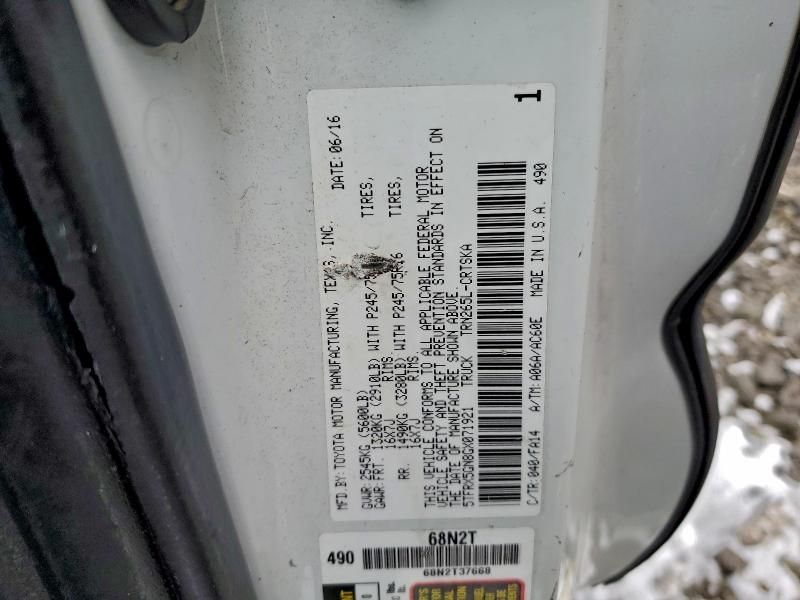 MFD.BY: TOYOTA MOTOR MANUFACTURING, TEXAS, INC. DATE: 06/16
GVWR: 2545KG (5600LB)
GAWR: FRT. 1320KG (2910LB) WITH P245/75R16 TIRES,
16X7J RIMS.
RR. 1490KG (3280LB) WITH P245/75R16 TIRES,
16X7J RIMS.
THIS VEHICLE CONFORMS TO ALL APPLICABLE FEDERAL MOTOR
VEHICLE SAFETY AND THEFT PREVENTION STANDARDS IN EFFECT ON
THE DATE OF MANUFACTURE SHOWN ABOVE.
5TFRX5GN8GX071921 TRUCK TRN265L-CRTSKA
C/TR: 040/FA14 A/TM: A06A/AC60E MADE IN U.S.A. 490
1
68N2T
490
68N2T37668